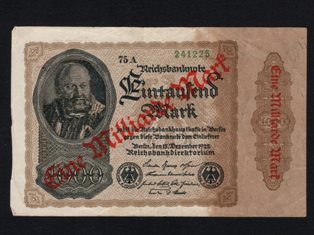 75 A 241225
Reichsbanknote
Eintausend
Mark
zahlt die Reichsbankhauptkasse in Berlin
gegen diese Banknote dem Einlieferer
Berlin, den 15. Dezember 1922
Reichsbankdirektorium
Eine Milliarde Mark
Eine Milliarde Mark
1000